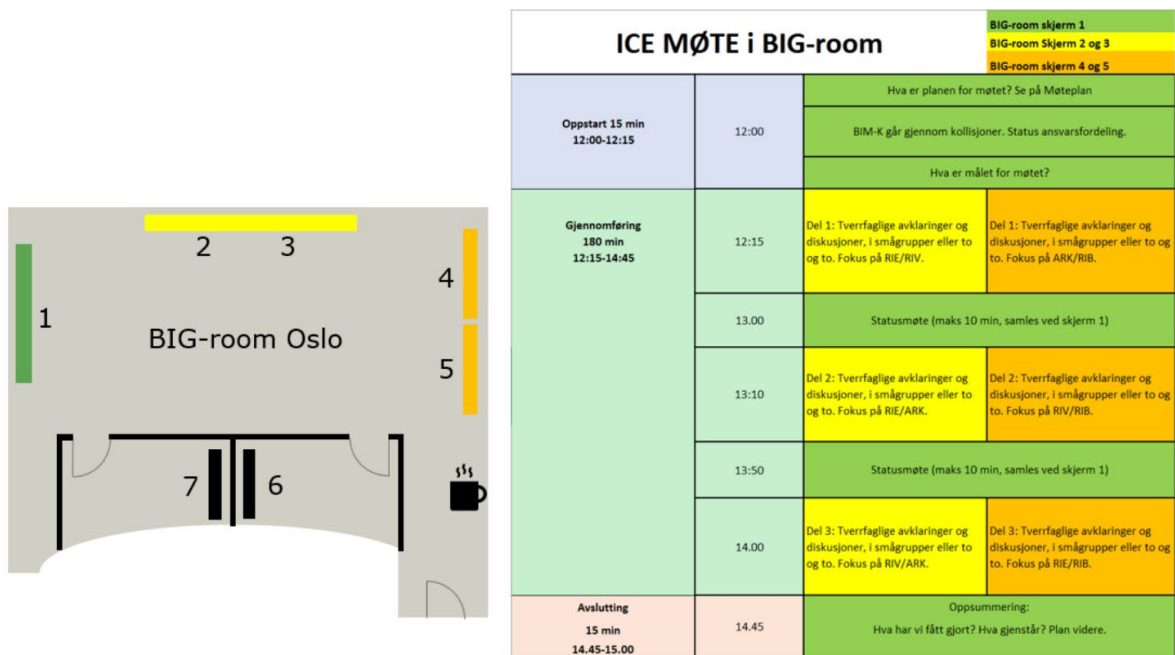 2
3
4
1
BIG-room Oslo
5
7
6
ICE MØTE i BIG-room
BIG-room skjerm 1
BIG-room Skjerm 2 og 3
BIG-room skjerm 4 og 5
Oppstart 15 min
12:00-12:15
12:00
Hva er planen for møtet? Se på Møteplan
BIM-K går gjennom kollisjoner. Status ansvarsfordeling.
Hva er målet for møtet?
Gjennomføring
180 min
12:15-14:45
12:15
Del 1: Tverrfaglige avklaringer og
diskusjoner, i smågrupper eller to
og to. Fokus på RIE/RIV.
Del 1: Tverrfaglige avklaringer og
diskusjoner, i smågrupper eller to og
to. Fokus på ARK/RIB.
13.00
Statusmøte (maks 10 min, samles ved skjerm 1)
13:10
Del 2: Tverrfaglige avklaringer og
diskusjoner, i smågrupper eller to
og to. Fokus på RIE/ARK.
Del 2: Tverrfaglige avklaringer og
diskusjoner, i smågrupper eller to og
to. Fokus på RIV/RIB.
13:50
Statusmøte (maks 10 min, samles ved skjerm 1)
14.00
Del 3: Tverrfaglige avklaringer og
diskusjoner, i smågrupper eller to
og to. Fokus på RIV/ARK.
Del 3: Tverrfaglige avklaringer og
diskusjoner, i smågrupper eller to og
to. Fokus på RIE/RIB.
Avslutting
15 min
14.45-15.00
14.45
Oppsummering:
Hva har vi fått gjort? Hva gjenstår? Plan videre.